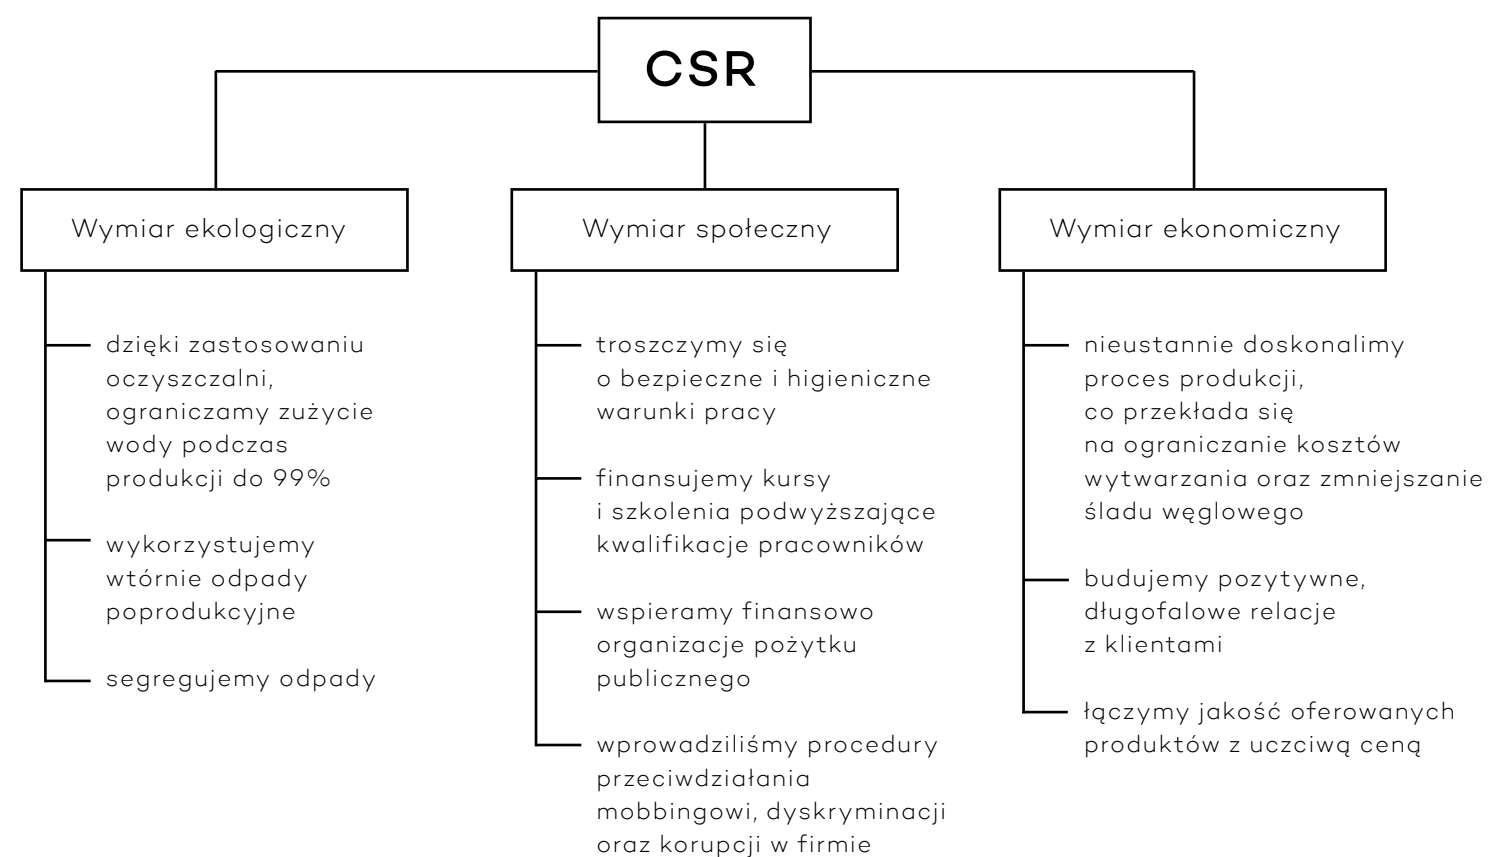 CSR
Wymiar ekologiczny
dzięki zastosowaniu
oczyszczalni,
ograniczamy zużycie
wody podczas
produkcji do 99%
wykorzystujemy
wtórnie odpady
poprodukcyjne
segregujemy odpady
Wymiar społeczny
troszczymy się
o bezpieczne i higieniczne
warunki pracy
finansujemy kursy
i szkolenia podwyższające
kwalifikacje pracowników
wspieramy finansowo
organizacje pożytku
publicznego
wprowadziliśmy procedury
przeciwdziałania
mobbingowi, dyskryminacji
oraz korupcji w firmie
Wymiar ekonomiczny
nieustannie doskonalimy
proces produkcji,
co przekłada się
na ograniczanie kosztów
wytwarzania oraz zmniejszanie
śladu węglowego
budujemy pozytywne,
długofalowe relacje
z klientami
łączymy jakość oferowanych
produktów z uczciwą ceną